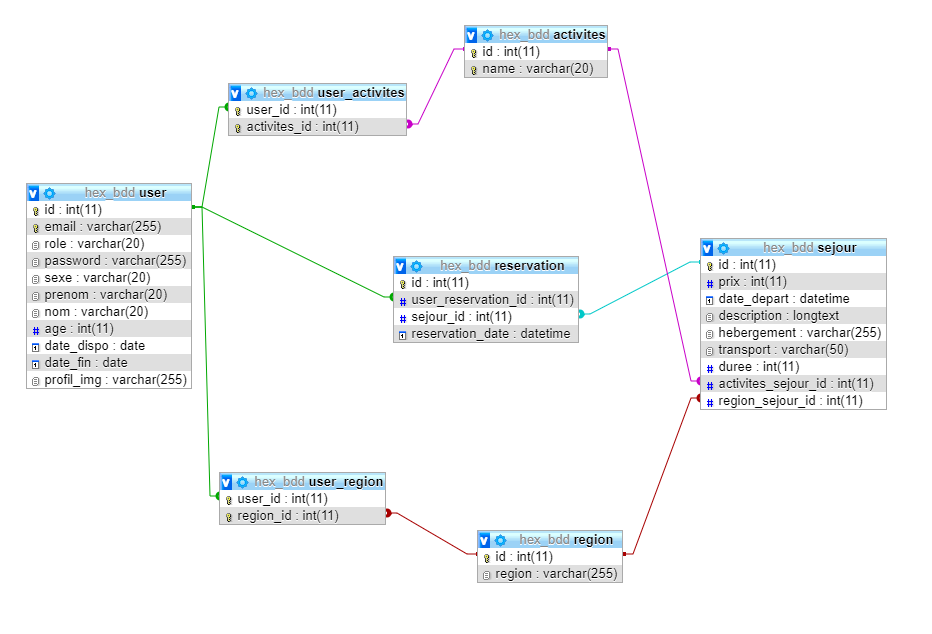 hex_bdd activites
id : int(11)
name : varchar(20)
hex_bdd user_activites
user_id : int(11)
activites_id : int(11)
hex_bdd user
id : int(11)
email : varchar(255)
role : varchar(20)
password : varchar(255)
sexe : varchar(20)
prenom : varchar(20)
nom : varchar(20)
age : int(11)
date_dispo : date
date_fin : date
profil_img : varchar(255)
hex_bdd reservation
id : int(11)
user_reservation_id : int(11)
sejour_id : int(11)
reservation_date : datetime
hex_bdd sejour
id : int(11)
prix : int(11)
date_depart : datetime
description : longtext
hebergement : varchar(255)
transport : varchar(50)
duree : int(11)
activites_sejour_id : int(11)
region_sejour_id : int(11)
hex_bdd user_region
user_id : int(11)
region_id : int(11)
hex_bdd region
id : int(11)
region : varchar(255)